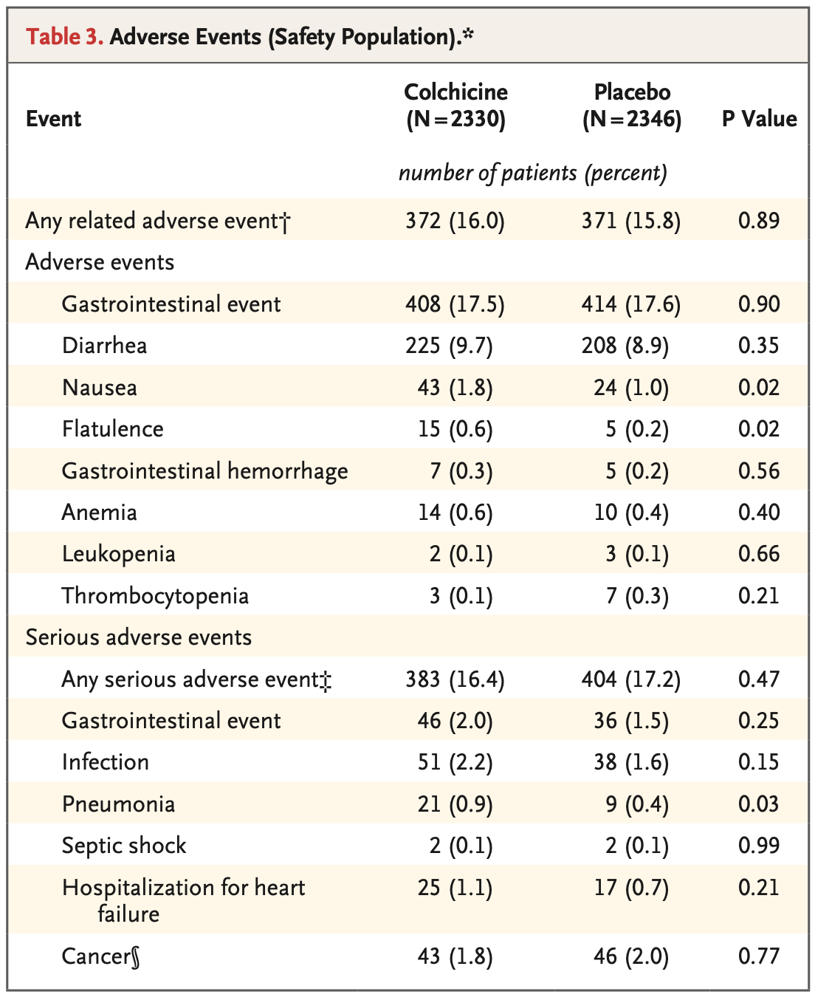 Table 3. Adverse Events (Safety Population).*
Event Colchicine (N=2330) Placebo (N=2346) P Value
number of patients (percent)
Any related adverse event† 372 (16.0) 371 (15.8) 0.89
Adverse events
Gastrointestinal event 408 (17.5) 414 (17.6) 0.90
Diarrhea 225 (9.7) 208 (8.9) 0.35
Nausea 43 (1.8) 24 (1.0) 0.02
Flatulence 15 (0.6) 5 (0.2) 0.02
Gastrointestinal hemorrhage 7 (0.3) 5 (0.2) 0.56
Anemia 14 (0.6) 10 (0.4) 0.40
Leukopenia 2 (0.1) 3 (0.1) 0.66
Thrombocytopenia 3 (0.1) 7 (0.3) 0.21
Serious adverse events
Any serious adverse event‡ 383 (16.4) 404 (17.2) 0.47
Gastrointestinal event 46 (2.0) 36 (1.5) 0.25
Infection 51 (2.2) 38 (1.6) 0.15
Pneumonia 21 (0.9) 9 (0.4) 0.03
Septic shock 2 (0.1) 2 (0.1) 0.99
Hospitalization for heart 25 (1.1) 17 (0.7) 0.21
failure
Cancer§ 43 (1.8) 46 (2.0) 0.77